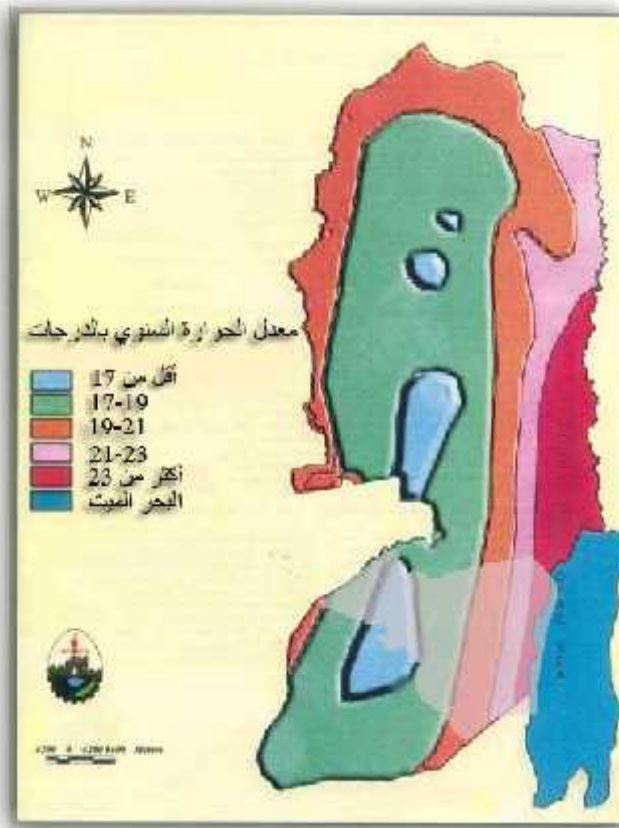 N
W E
معدل الحرارة السنوي بالدرجات
أقل من 17
17-19
19-21
21-23
أكثر من 23
البحر الميت